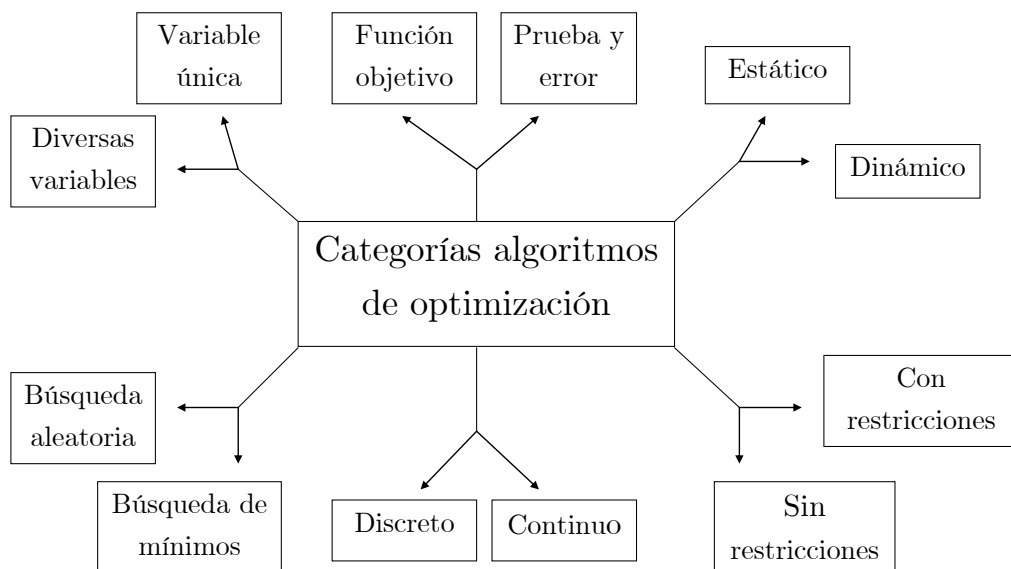 Variable
única
Función
objetivo
Prueba y
error
Estático
Diversas
variables
Dinámico
Categorías algoritmos
de optimización
Búsqueda
aleatoria
Con
restricciones
Búsqueda de
mínimos
Discreto
Continuo
Sin
restricciones